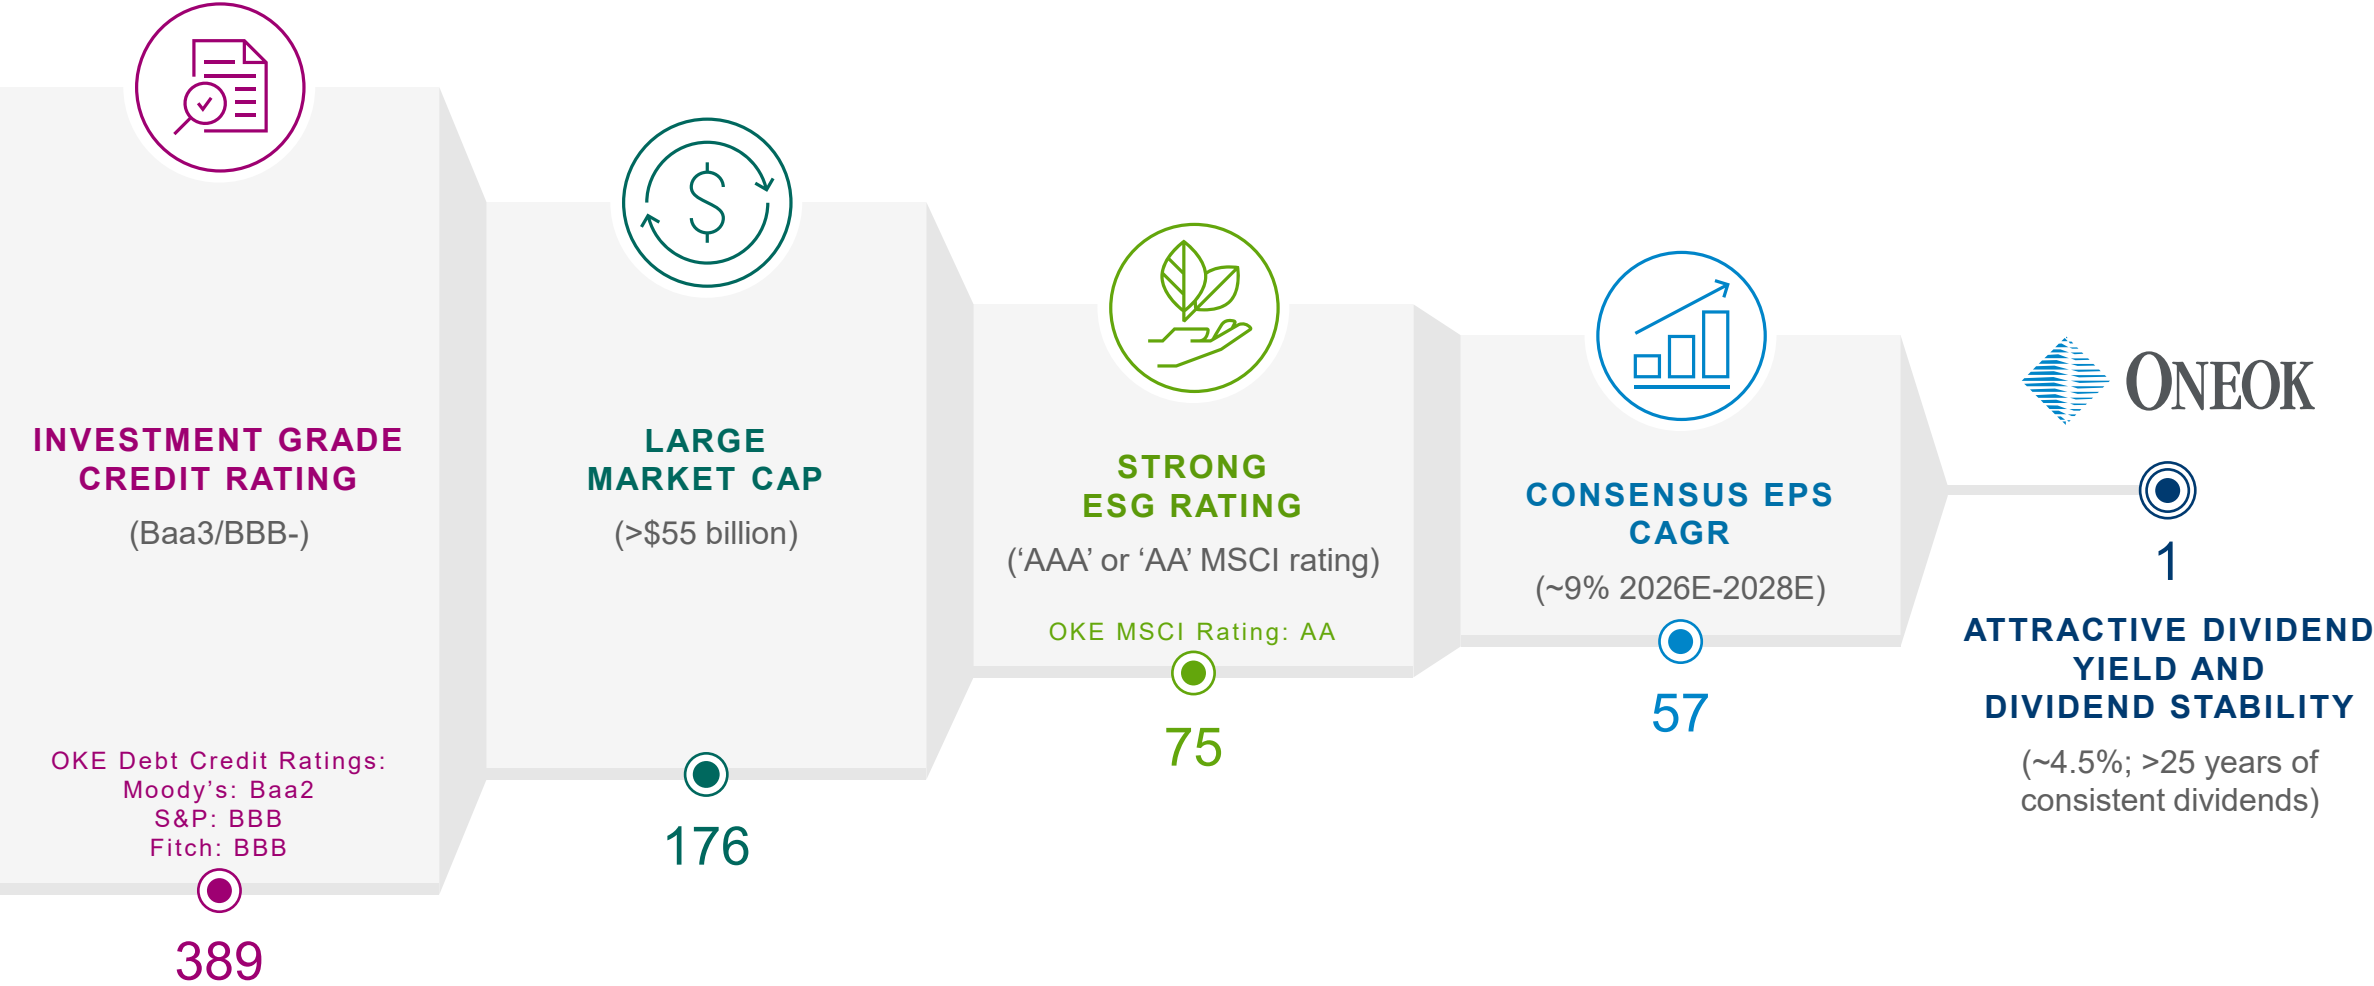 INVESTMENT GRADE
CREDIT RATING
(Baa3/BBB-)
OKE Debt Credit Ratings:
Moody’s: Baa2
S&P: BBB
Fitch: BBB
389
$
LARGE
MARKET CAP
(>$55 billion)
176
STRONG
ESG RATING
(‘AAA’ or ‘AA’ MSCI rating)
OKE MSCI Rating: AA
75
CONSENSUS EPS
CAGR
(~9% 2026E-2028E)
57
ONEOK
1
ATTRACTIVE DIVIDEND
YIELD AND
DIVIDEND STABILITY
(~4.5%; >25 years of
consistent dividends)